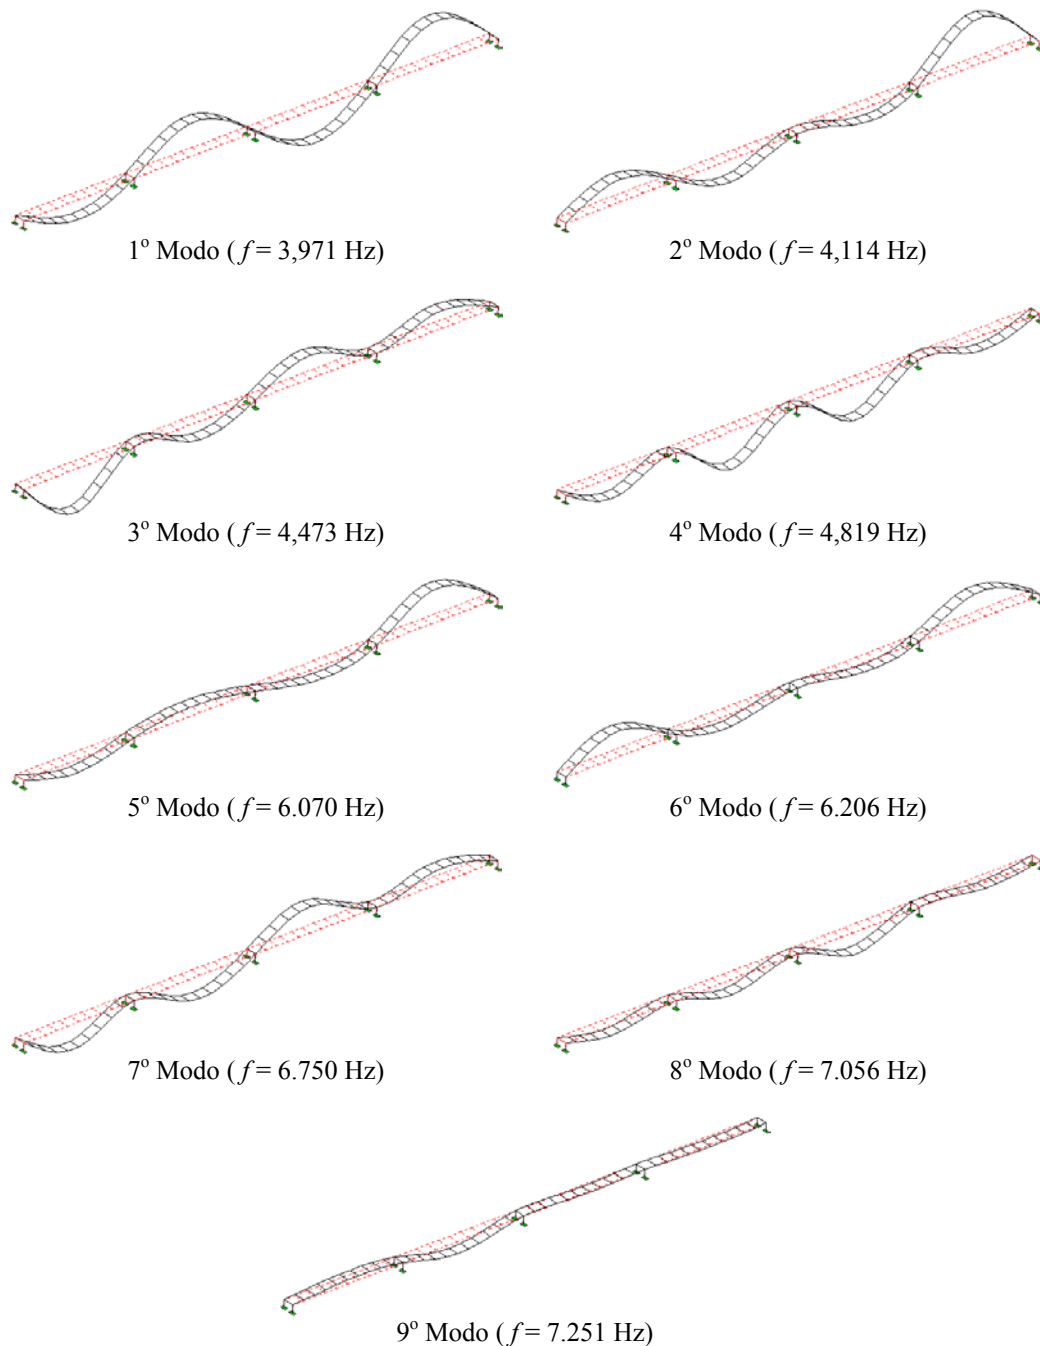 1º Modo ( f = 3,971 Hz)
2º Modo ( f = 4,114 Hz)
3º Modo ( f = 4,473 Hz)
4º Modo ( f = 4,819 Hz)
5º Modo ( f = 6.070 Hz)
6º Modo ( f = 6.206 Hz)
7º Modo ( f = 6.750 Hz)
8º Modo ( f = 7.056 Hz)
9º Modo ( f = 7.251 Hz)